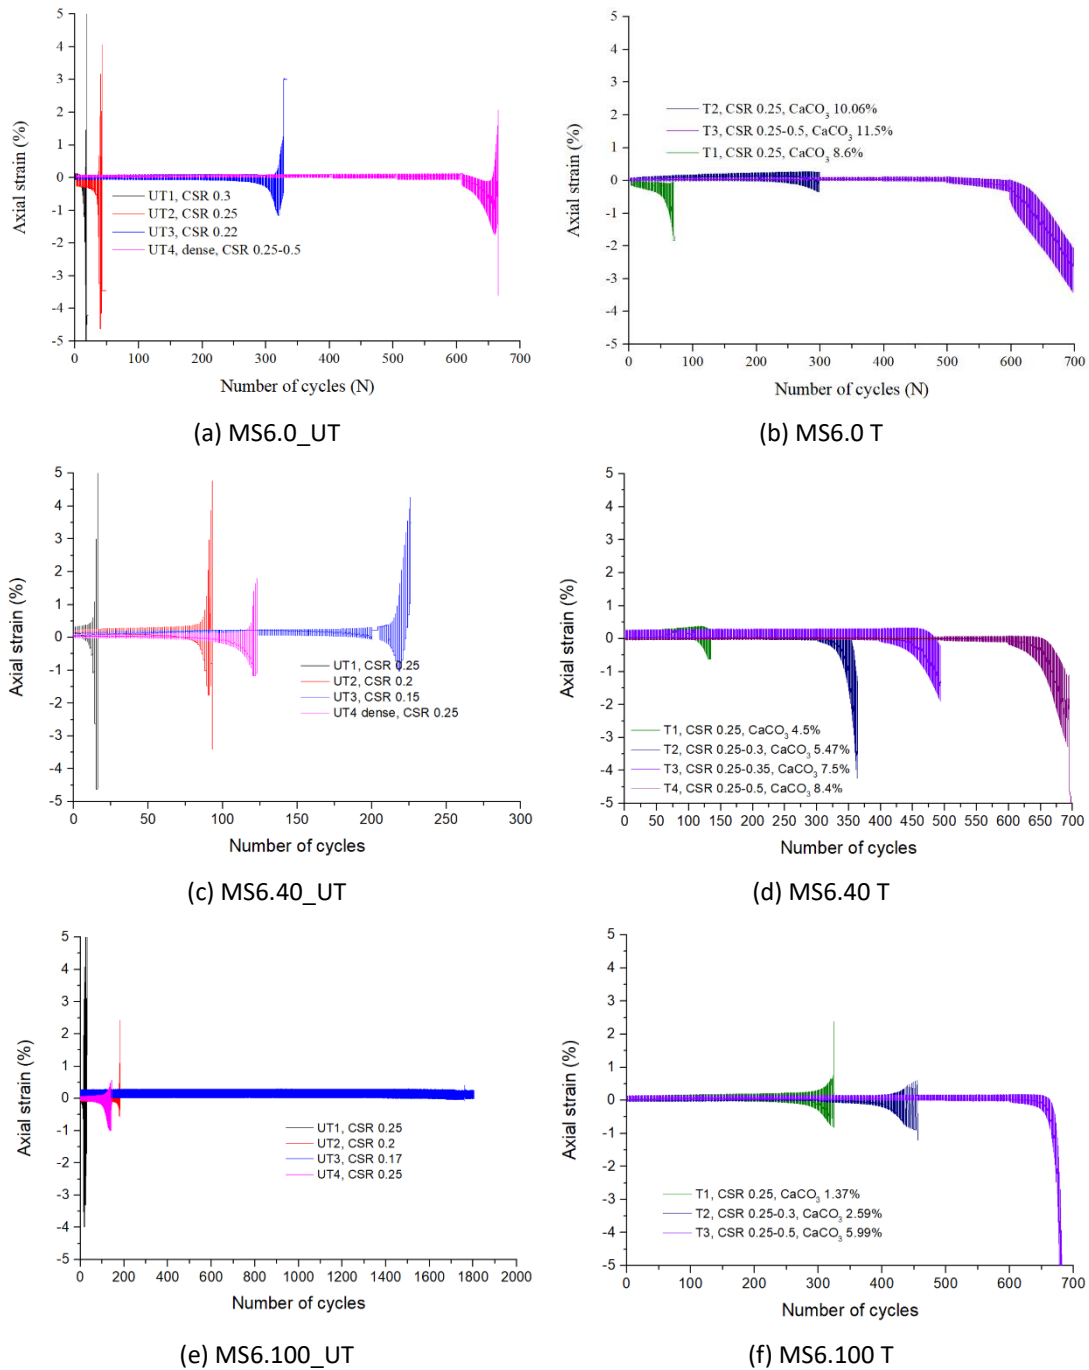 5
4
3
2
1
0
-1
-2
-3
-4
-5
Axial strain (%)
UT1, CSR 0.3
UT2, CSR 0.25
UT3, CSR 0.22
UT4, dense, CSR 0.25-0.5
0 100 200 300 400 500 600 700
Number of cycles (N)
(a) MS6.0_UT
5
4
3
2
1
0
-1
-2
-3
-4
-5
Axial strain (%)
T2, CSR 0.25, CaCO3 10.06%
T3, CSR 0.25-0.5, CaCO3 11.5%
T1, CSR 0.25, CaCO3 8.6%
0 100 200 300 400 500 600 700
Number of cycles (N)
(b) MS6.0 T
5
4
3
2
1
0
-1
-2
-3
-4
-5
Axial strain (%)
UT1, CSR 0.25
UT2, CSR 0.2
UT3, CSR 0.15
UT4 dense, CSR 0.25
0 50 100 150 200 250 300
Number of cycles
(c) MS6.40_UT
5
4
3
2
1
0
-1
-2
-3
-4
-5
Axial strain (%)
T1, CSR 0.25, CaCO3 4.5%
T2, CSR 0.25-0.3, CaCO3 5.47%
T3, CSR 0.25-0.35, CaCO3 7.5%
T4, CSR 0.25-0.5, CaCO3 8.4%
0 50 100 150 200 250 300 350 400 450 500 550 600 650 700
Number of cycles
(d) MS6.40 T
5
4
3
2
1
0
-1
-2
-3
-4
-5
Axial strain (%)
UT1, CSR 0.25
UT2, CSR 0.2
UT3, CSR 0.17
UT4, CSR 0.25
0 200 400 600 800 1000 1200 1400 1600 1800 2000
Number of cycles
(e) MS6.100_UT
5
4
3
2
1
0
-1
-2
-3
-4
-5
Axial strain (%)
T1, CSR 0.25, CaCO3 1.37%
T2, CSR 0.25-0.3, CaCO3 2.59%
T3, CSR 0.25-0.5, CaCO3 5.99%
0 100 200 300 400 500 600 700
Number of cycles
(f) MS6.100 T